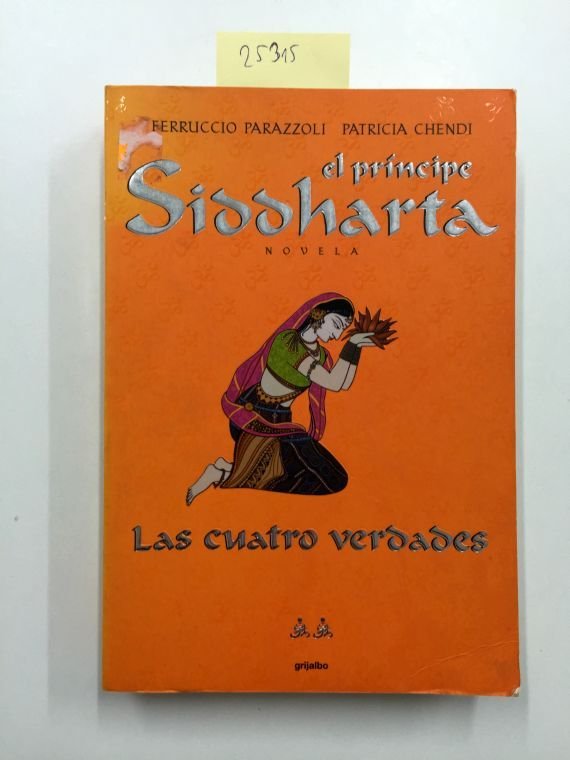 25315
FERRUCCIO PARAZZOLI PATRICIA CHENDI
el príncipe
Siddharta
NOVELA
Las cuatro verdades
grijalbo